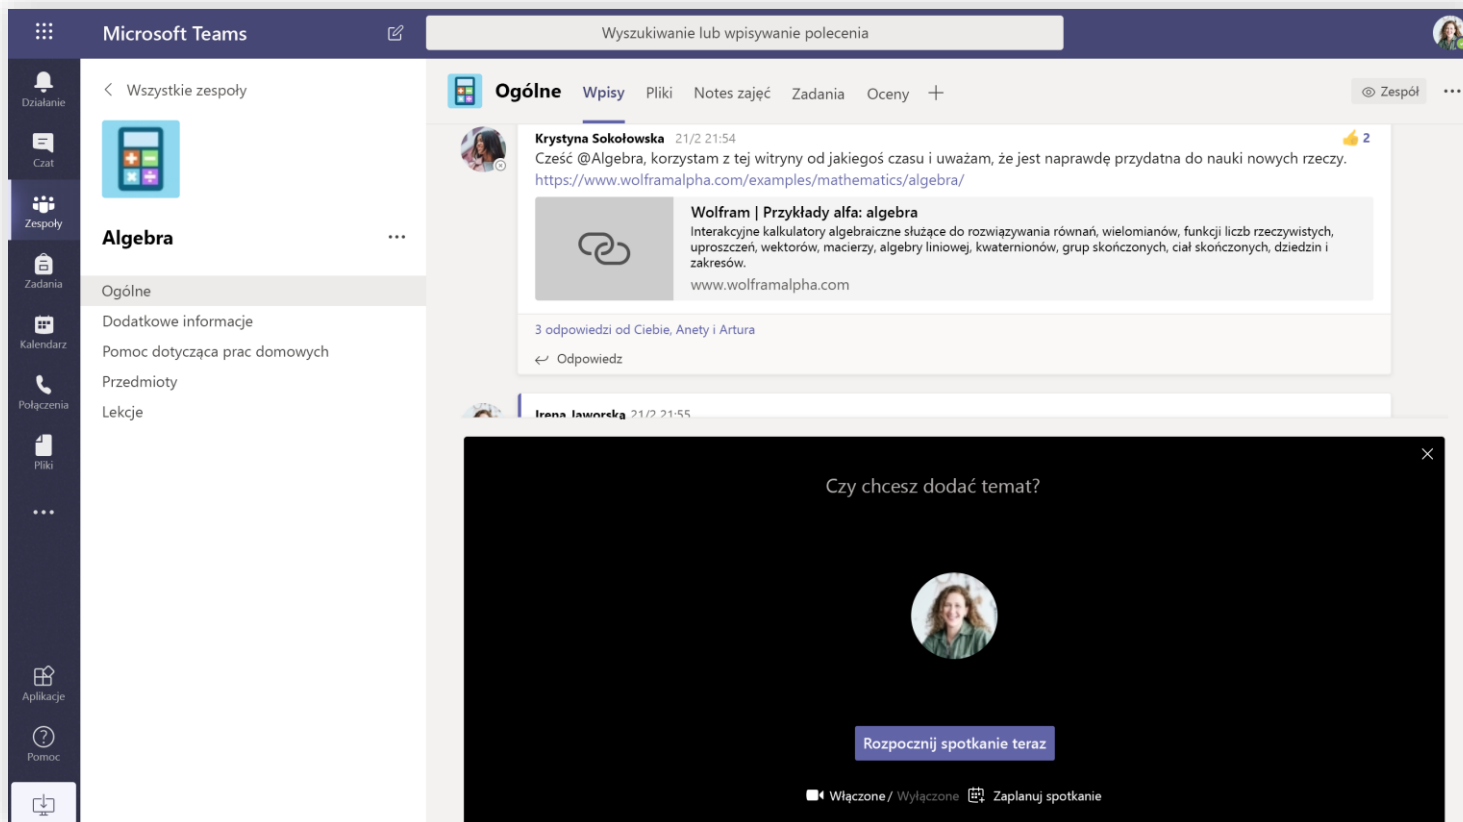 Microsoft Teams
Wyszukiwanie lub wpisywanie polecenia
Działanie
Czat
Zespoły
Zadania
Kalendarz
Połączenia
Pliki
Aplikacje
Pomoc
Wszystkie zespoły
Algebra
Ogólne
Dodatkowe informacje
Pomoc dotycząca prac domowych
Przedmioty
Lekcje
Ogólne Wpisy Pliki Notes zajęć Zadania Oceny
Zespół
Krystyna Sokołowska 21/2 21:54
2
Cześć @Algebra, korzystam z tej witryny od jakiegoś czasu i uważam, że jest naprawdę przydatna do nauki nowych rzeczy.
https://www.wolframalpha.com/examples/mathematics/algebra/
Wolfram | Przykłady alfa: algebra
Interakcyjne kalkulatory algebraiczne służące do rozwiązywania równań, wielomianów, funkcji liczb rzeczywistych,
uproszczeń, wektorów, macierzy, algebry liniowej, kwaternionów, grup skończonych, ciał skończonych, dziedzin i
zakresów.
www.wolframalpha.com
3 odpowiedzi od Ciebie, Anety i Artura
Odpowiedz
Irena Jaworska 21/2 21:55
Czy chcesz dodać temat?
Rozpocznij spotkanie teraz
Włączone / Wyłączone Zaplanuj spotkanie